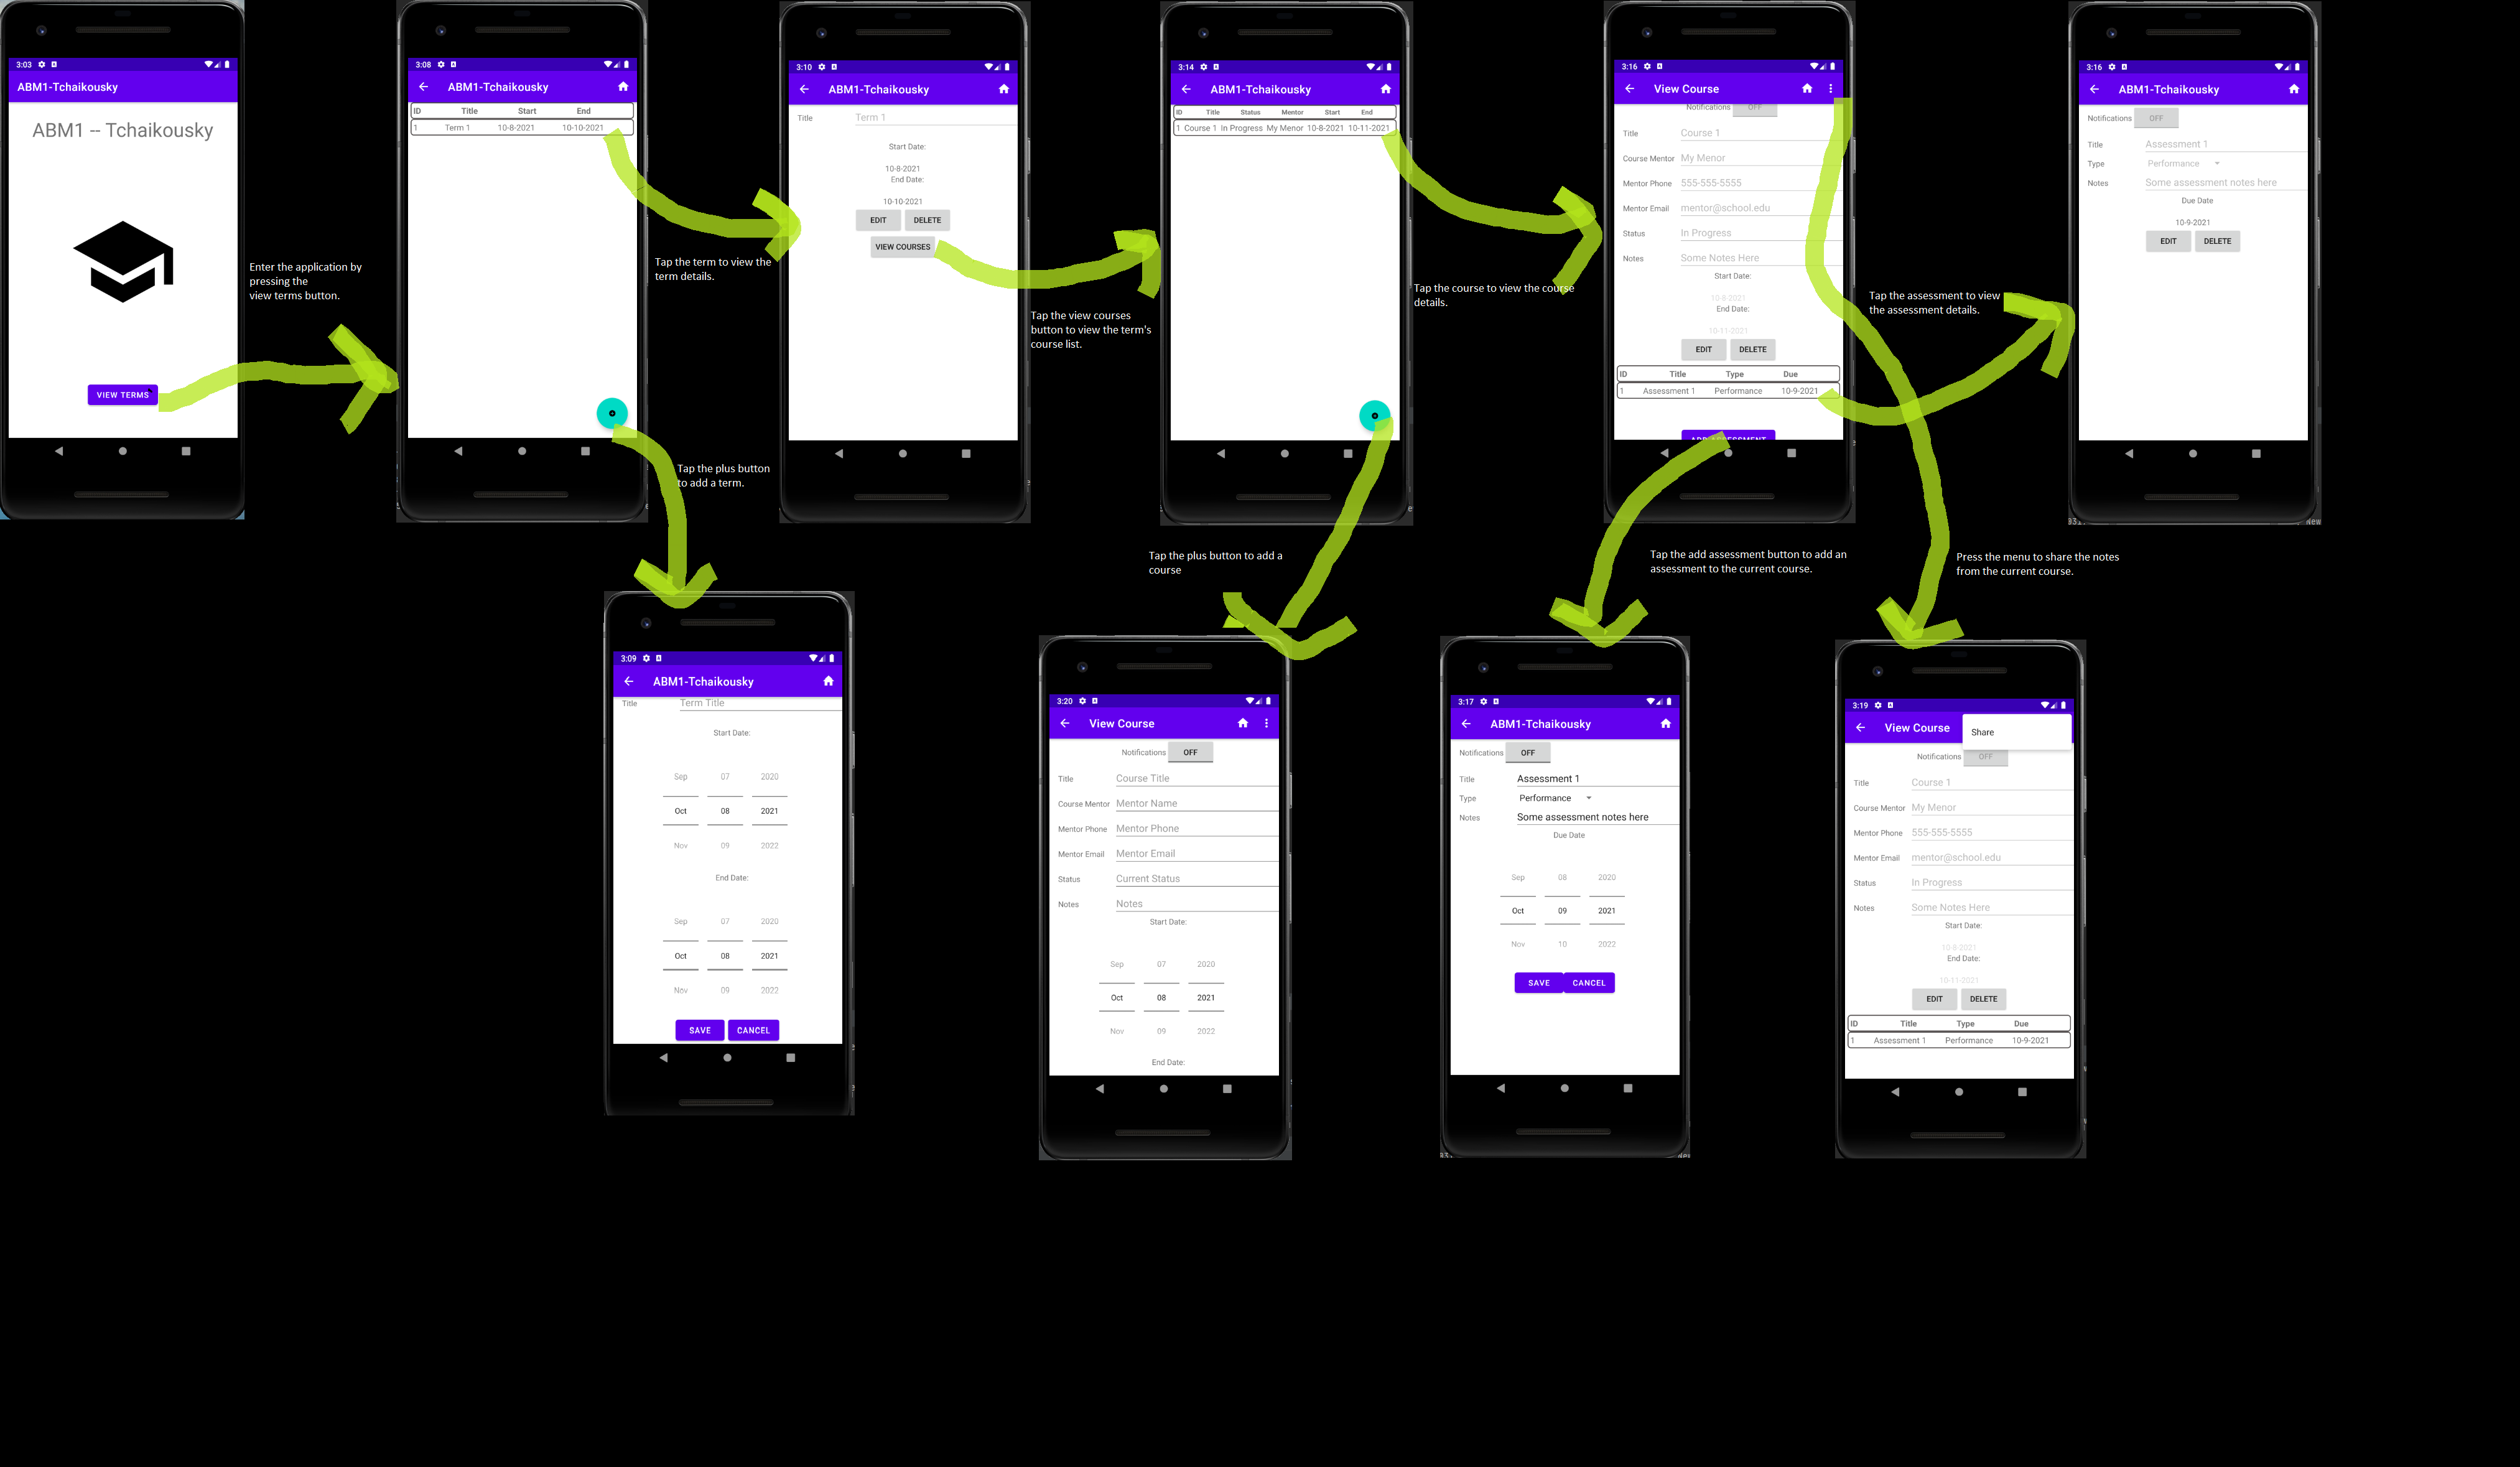 3:03
ABM1-Tchaikousky
ABM1 -- Tchaikousky
VIEW TERMS
Enter the application by
pressing the
view terms button.
3:08
ABM1-Tchaikousky
ID Title Start End
1 Term 1 10-8-2021 10-10-2021
Tap the term to view the
term details.
Tap the plus button
to add a term.
3:10
ABM1-Tchaikousky
Title Term 1
Start Date:
10-8-2021
End Date:
10-10-2021
EDIT DELETE
VIEW COURSES
Tap the view courses
button to view the term's
course list.
3:14
ABM1-Tchaikousky
ID Title Status Mentor Start End
1 Course 1 In Progress My Menor 10-8-2021 10-11-2021
Tap the course to view the course
details.
3:16
View Course
Notifications OFF
Title Course 1
Course Mentor My Menor
Mentor Phone 555-555-5555
Mentor Email mentor@school.edu
Status In Progress
Notes Some Notes Here
Start Date:
10-8-2021
End Date:
10-11-2021
EDIT DELETE
ID Title Type Due
1 Assessment 1 Performance 10-9-2021
ADD ASSESSMENT
Tap the assessment to view
the assessment details.
3:16
ABM1-Tchaikousky
Notifications OFF
Title Assessment 1
Type Performance
Notes Some assessment notes here
Due Date
10-9-2021
EDIT DELETE
New
3:09
ABM1-Tchaikousky
Title Term Title
Start Date:
Sep 07 2020
Oct 08 2021
Nov 09 2022
End Date:
Sep 07 2020
Oct 08 2021
Nov 09 2022
SAVE CANCEL
Tap the plus button to add a
course
3:20
View Course
Notifications OFF
Title Course Title
Course Mentor Mentor Name
Mentor Phone Mentor Phone
Mentor Email Mentor Email
Status Current Status
Notes Notes
Start Date:
Sep 07 2020
Oct 08 2021
Nov 09 2022
End Date:
Tap the add assessment button to add an
assessment to the current course.
3:17
ABM1-Tchaikousky
Notifications OFF
Title Assessment 1
Type Performance
Notes Some assessment notes here
Due Date
Sep 08 2020
Oct 09 2021
Nov 10 2022
SAVE CANCEL
Press the menu to share the notes
from the current course.
3:19
View Course
Share
Notifications OFF
Title Course 1
Course Mentor My Menor
Mentor Phone 555-555-5555
Mentor Email mentor@school.edu
Status In Progress
Notes Some Notes Here
Start Date:
10-8-2021
End Date:
10-11-2021
EDIT DELETE
ID Title Type Due
1 Assessment 1 Performance 10-9-2021